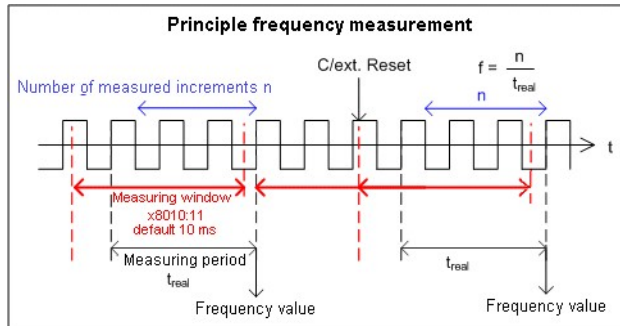 Principle frequency measurement
C/ext. Reset
f = n / t_real
Number of measured increments n
n
t
Measuring window
x8010:11
default 10 ms
Measuring period
t_real
t_real
Frequency value
Frequency value